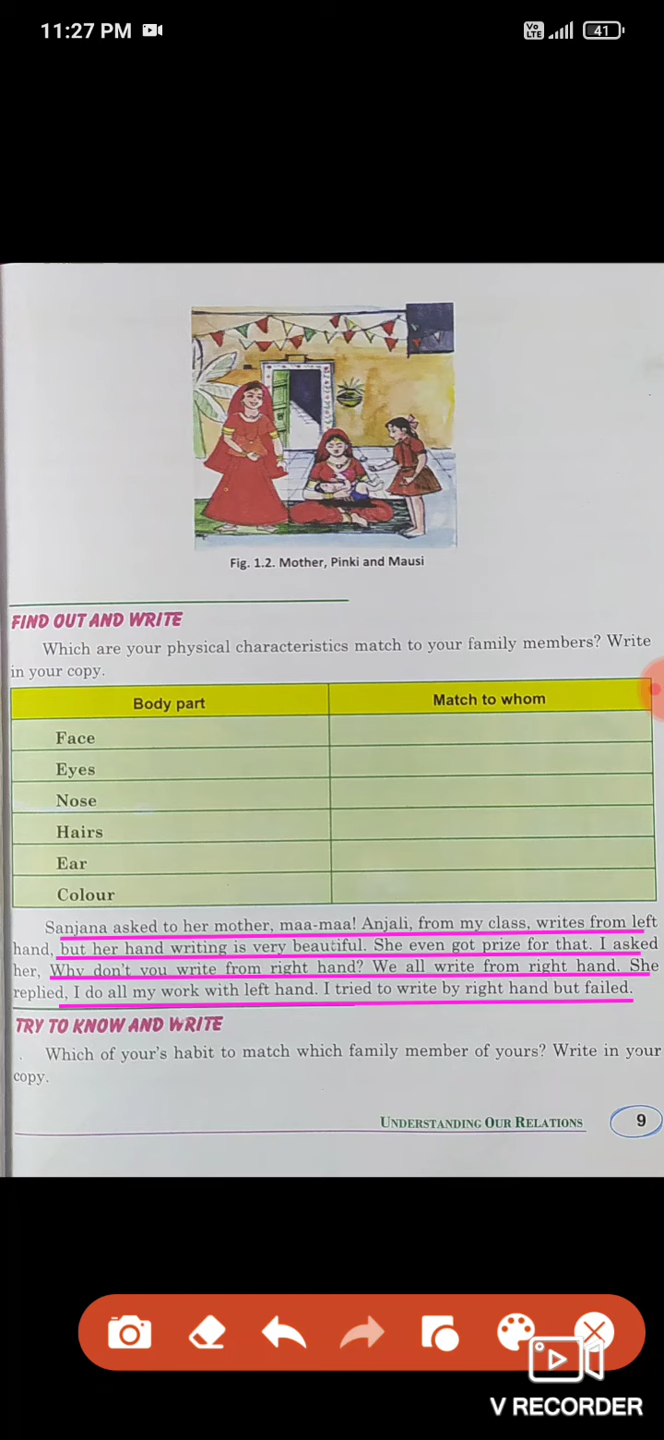 11:27 PM
Vo LTE 41
Fig. 1.2. Mother, Pinki and Mausi
FIND OUT AND WRITE
Which are your physical characteristics match to your family members? Write
in your copy.
Body part Match to whom
Face
Eyes
Nose
Hairs
Ear
Colour
Sanjana asked to her mother, maa-maa! Anjali, from my class, writes from left
hand, but her hand writing is very beautiful. She even got prize for that. I asked
her, Why don't you write from right hand? We all write from right hand. She
replied, I do all my work with left hand. I tried to write by right hand but failed.
TRY TO KNOW AND WRITE
Which of your's habit to match which family member of yours? Write in your
copy.
UNDERSTANDING OUR RELATIONS 9
V RECORDER